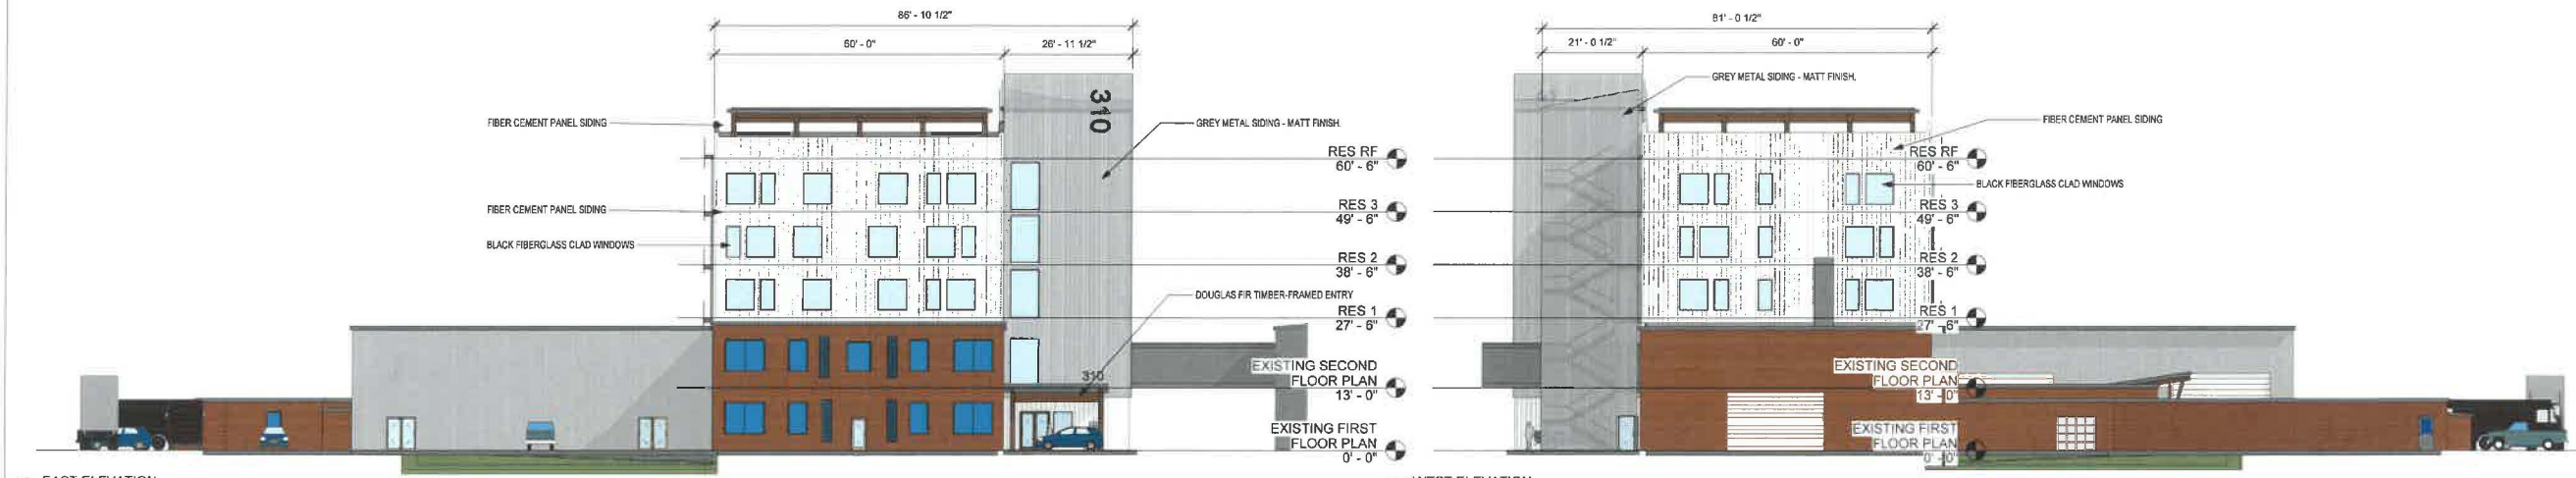 86' - 10 1/2"
60' - 0"
26' - 11 1/2"
310
FIBER CEMENT PANEL SIDING
GREY METAL SIDING - MATT FINISH.
RES RF
60' - 6"
FIBER CEMENT PANEL SIDING
RES 3
49' - 6"
BLACK FIBERGLASS CLAD WINDOWS
RES 2
38' - 6"
DOUGLAS FIR TIMBER-FRAMED ENTRY
RES 1
27' - 6"
EXISTING SECOND
FLOOR PLAN
13' - 0"
310
EXISTING FIRST
FLOOR PLAN
0' - 0"
EAST ELEVATION
81' - 0 1/2"
21' - 0 1/2"
60' - 0"
GREY METAL SIDING - MATT FINISH.
FIBER CEMENT PANEL SIDING
RES RF
60' - 6"
BLACK FIBERGLASS CLAD WINDOWS
RES 3
49' - 6"
RES 2
38' - 6"
RES 1
27' - 6"
EXISTING SECOND
FLOOR PLAN
13' - 0"
EXISTING FIRST
FLOOR PLAN
0' - 0"
WEST ELEVATION